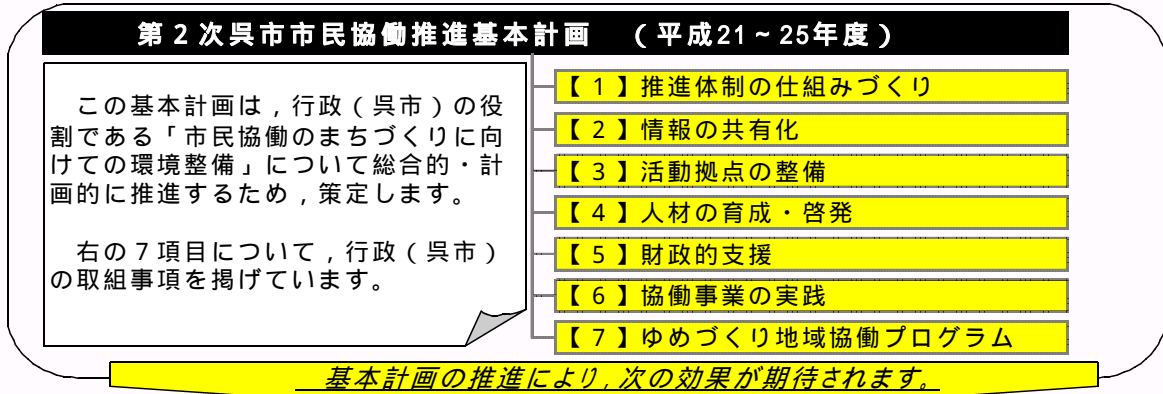 第２次呉市市民協働推進基本計画　（平成21～25年度）
この基本計画は，行政（呉市）の役
割である「市民協働のまちづくりに向
けての環境整備」について総合的・計
画的に推進するため，策定します。
右の７項目について，行政（呉市）
の取組事項を掲げています。
【１】推進体制の仕組みづくり
【２】情報の共有化
【３】活動拠点の整備
【４】人材の育成・啓発
【５】財政的支援
【６】協働事業の実践
【７】ゆめづくり地域協働プログラム
基本計画の推進により，次の効果が期待されます。